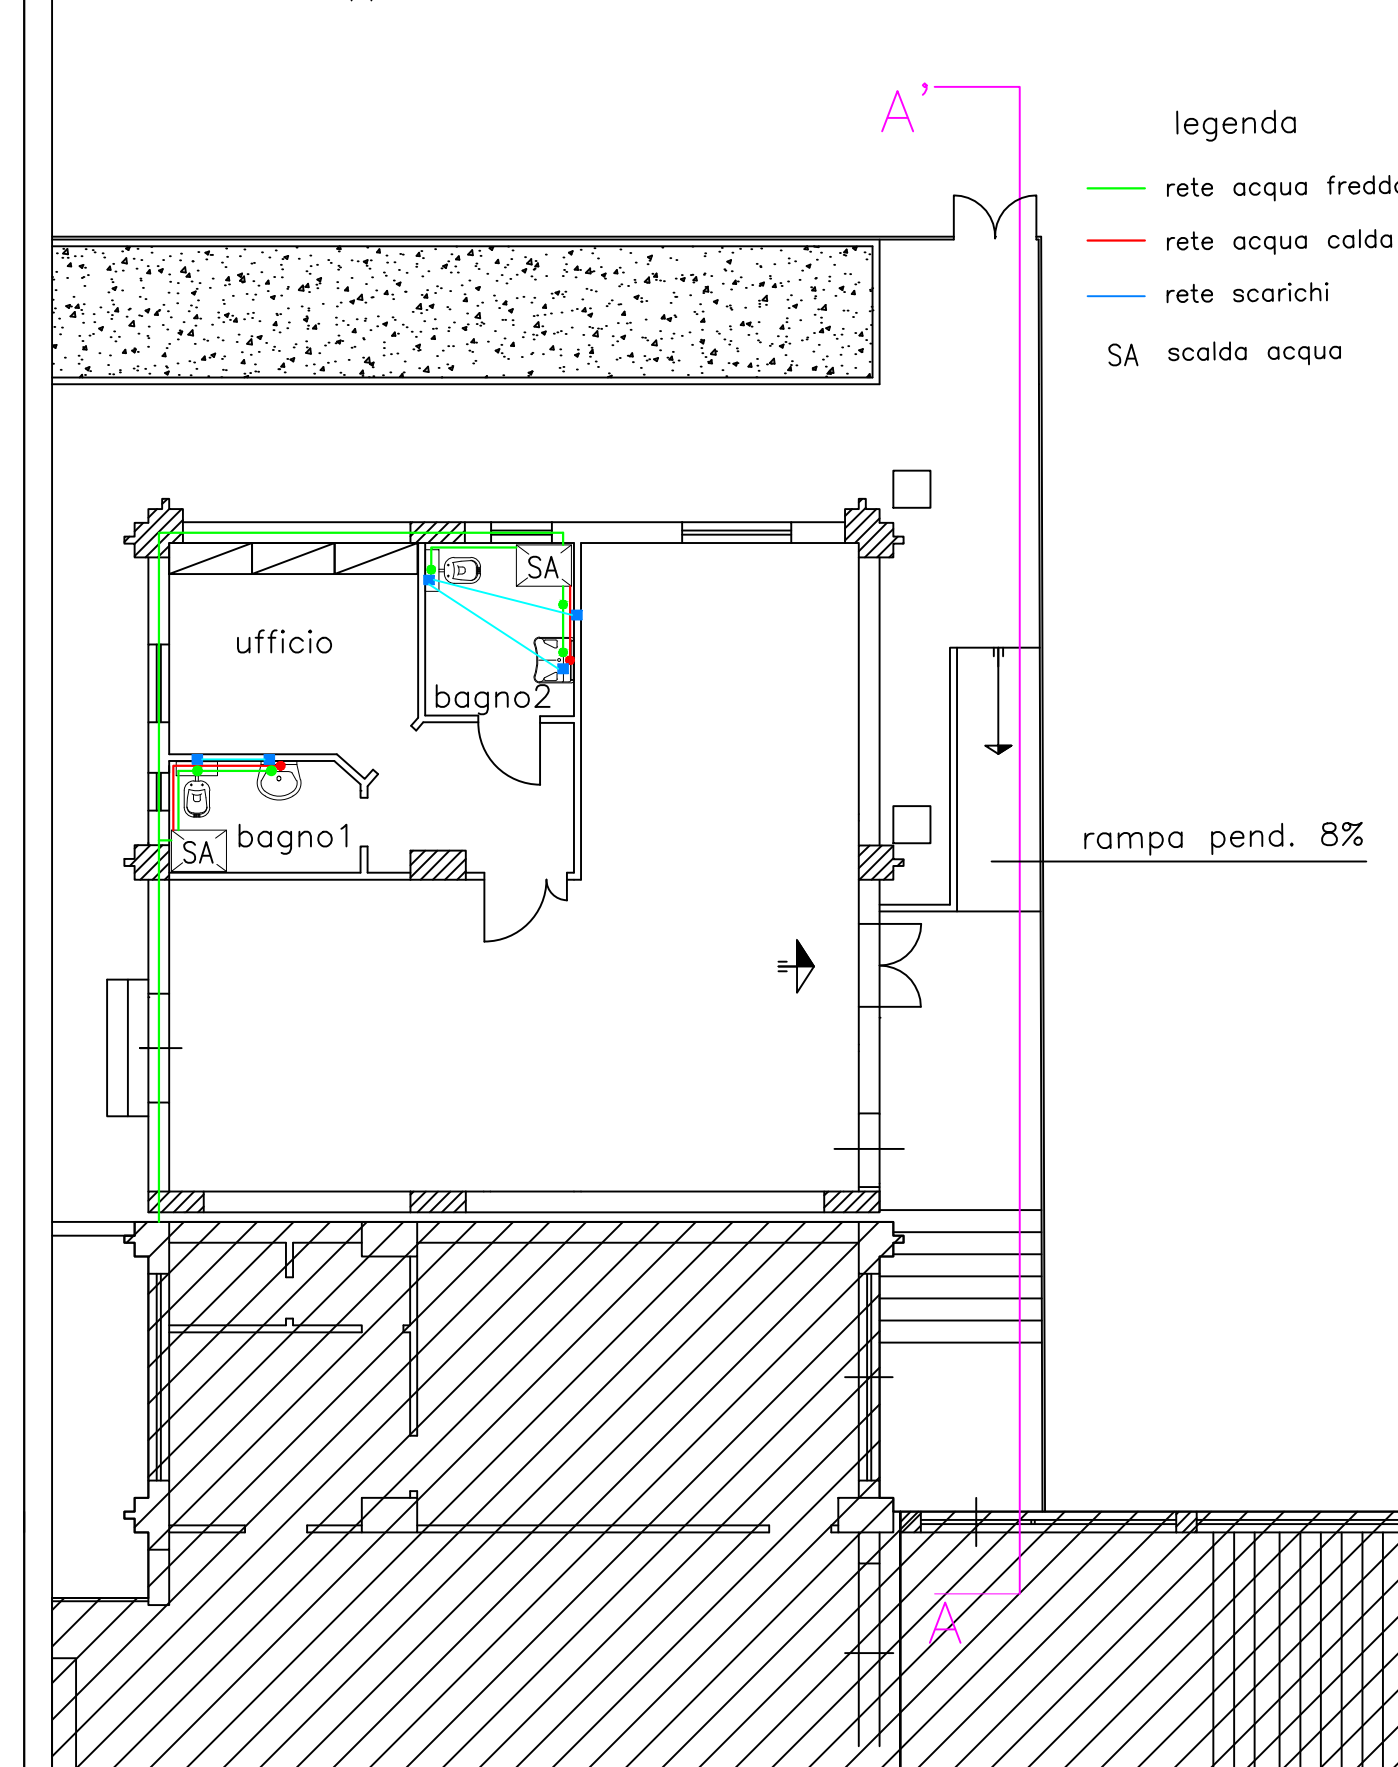 A'
legenda
rete acqua fredda
rete acqua calda
rete scarichi
SA scalda acqua
SA
ufficio
bagno2
bagno1
SA
rampa pend. 8%
A